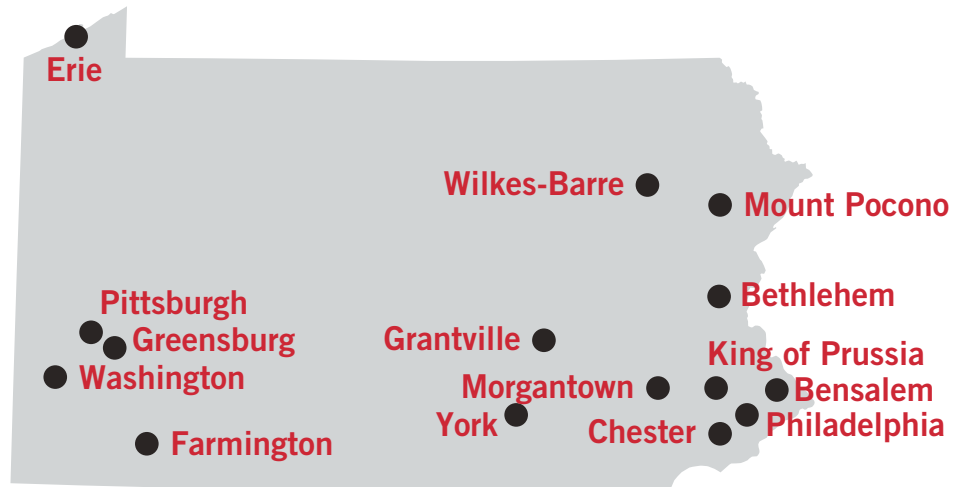 Erie
Wilkes-Barre
Mount Pocono
Bethlehem
Pittsburgh
Greensburg
Washington
Farmington
Grantville
King of Prussia
Morgantown
Bensalem
York
Chester
Philadelphia